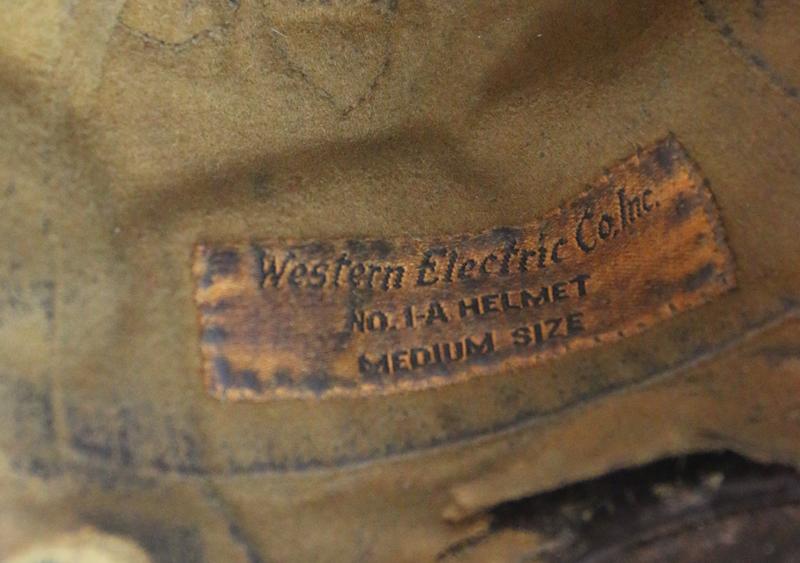 Western Electric Co. Inc.
NO. 1-A HELMET
MEDIUM SIZE